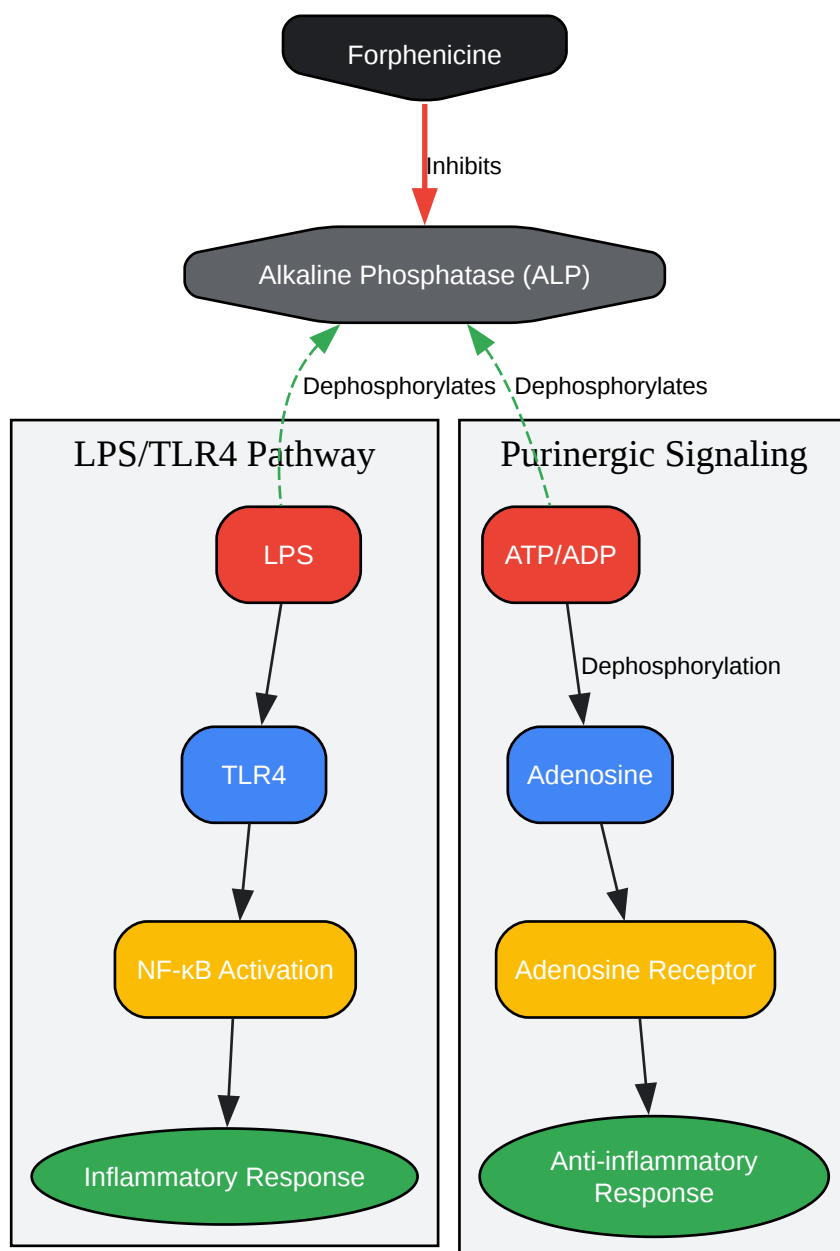 Forphenicine
Inhibits
Alkaline Phosphatase (ALP)
Dephosphorylates
Dephosphorylates
LPS/TLR4 Pathway
LPS
TLR4
NF-κB Activation
Inflammatory Response
Purinergic Signaling
ATP/ADP
Dephosphorylation
Adenosine
Adenosine Receptor
Anti-inflammatory
Response